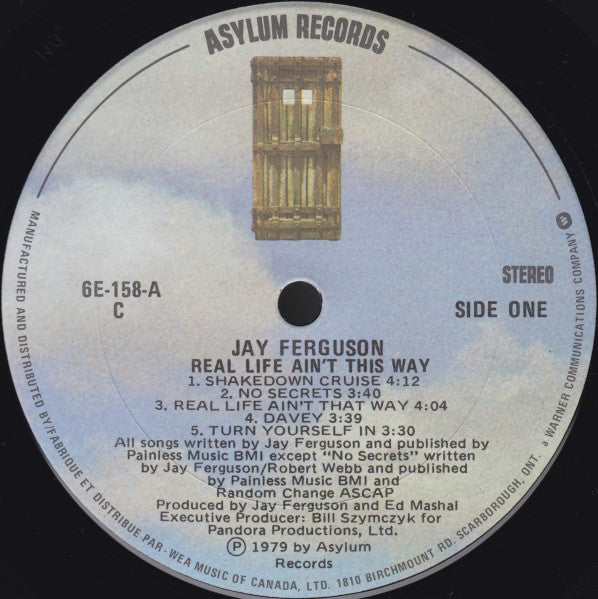 ASYLUM RECORDS
6E-158-A
C
STEREO
SIDE ONE
JAY FERGUSON
REAL LIFE AIN'T THIS WAY
1. SHAKEDOWN CRUISE 4:12
2. NO SECRETS 3:40
3. REAL LIFE AIN'T THAT WAY 4:04
4. DAVEY 3:39
5. TURN YOURSELF IN 3:30
All songs written by Jay Ferguson and published by
Painless Music BMI except "No Secrets" written
by Jay Ferguson/Robert Webb and published
by Painless Music BMI and
Random Change ASCAP
Produced by Jay Ferguson and Ed Mashal
Executive Producer: Bill Szymczyk for
Pandora Productions, Ltd.
Ⓟ 1979 by Asylum
Records
MANUFACTURED AND DISTRIBUTED BY/FABRIQUE ET DISTRIBUE PAR. WEA MUSIC OF CANADA, LTD. 1810 BIRCHMOUNT RD. SCARBOROUGH, ONT. a WARNER COMMUNICATIONS COMPANY